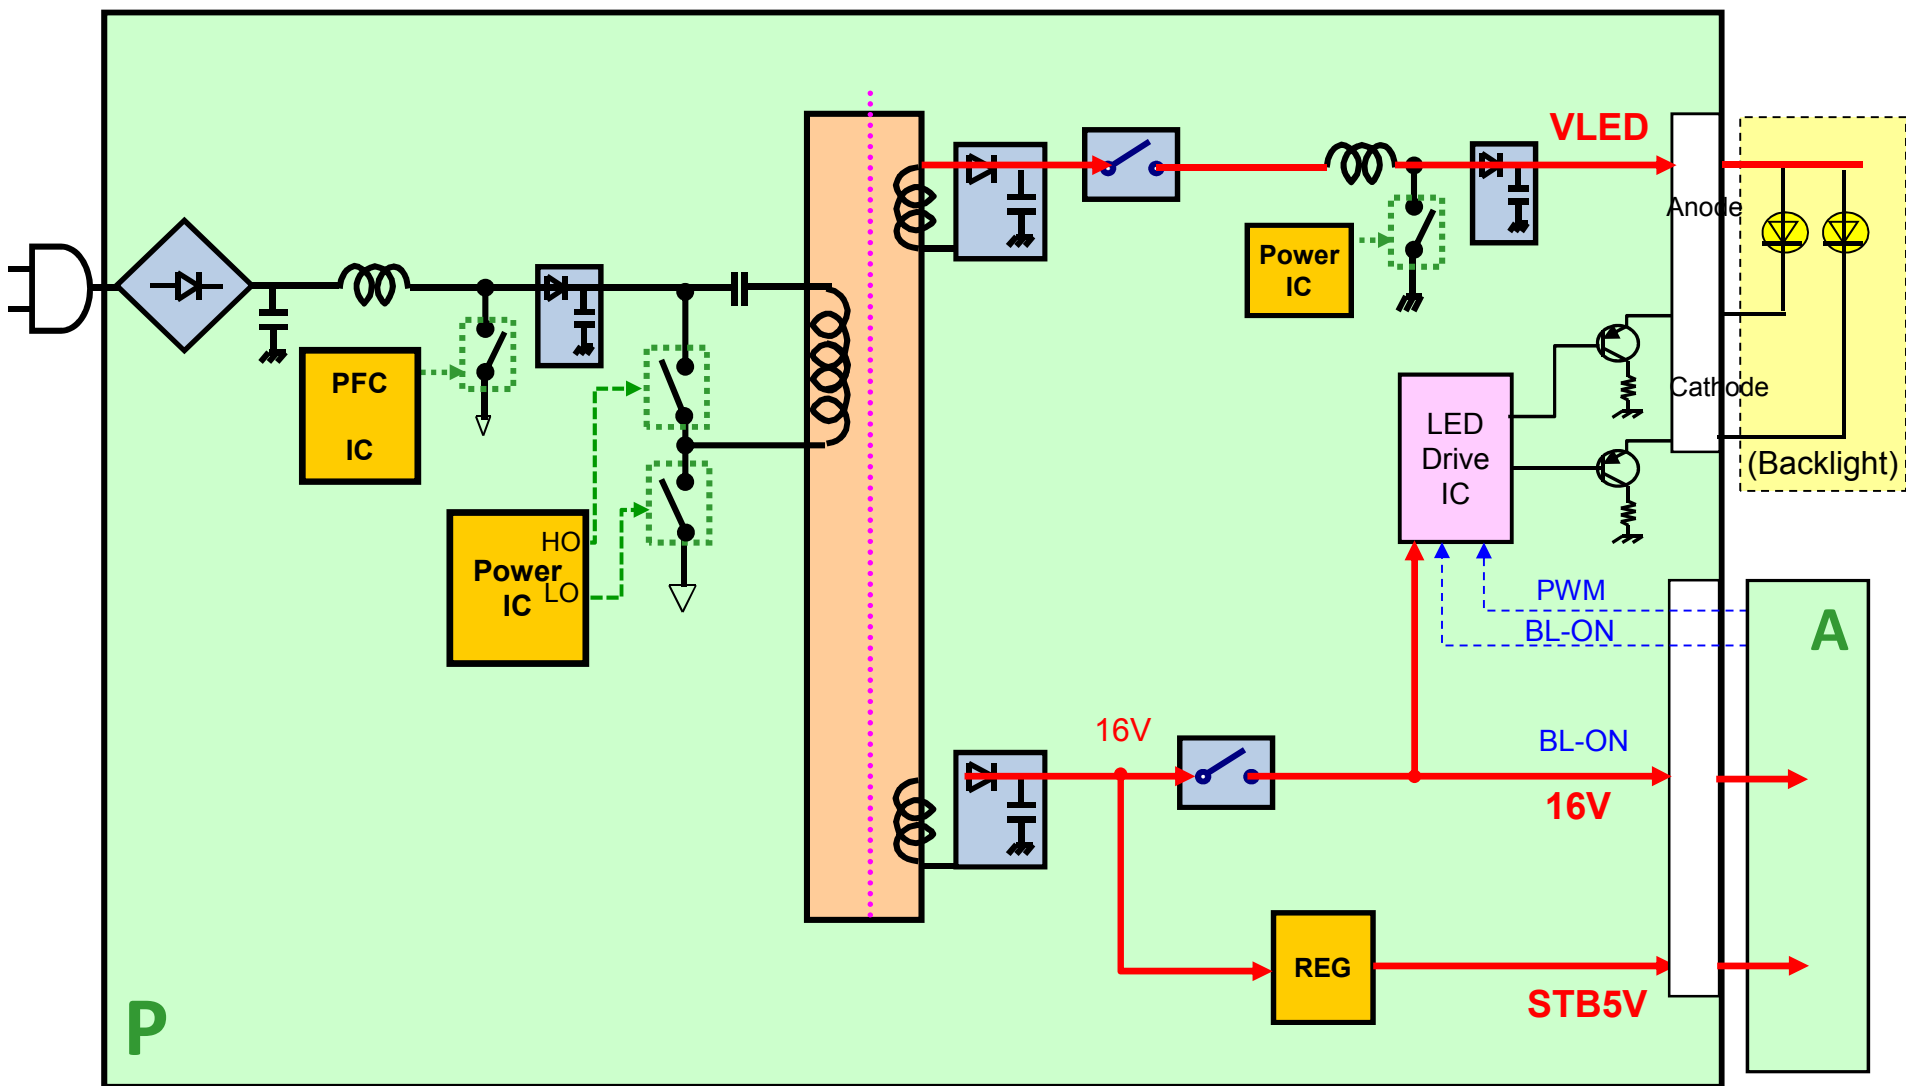 VLED
Anode
Power
IC
PFC
IC
Cathode
LED
Drive
IC
(Backlight)
HO
Power
LO
IC
PWM
BL-ON
A
16V
BL-ON
16V
REG
STB5V
P